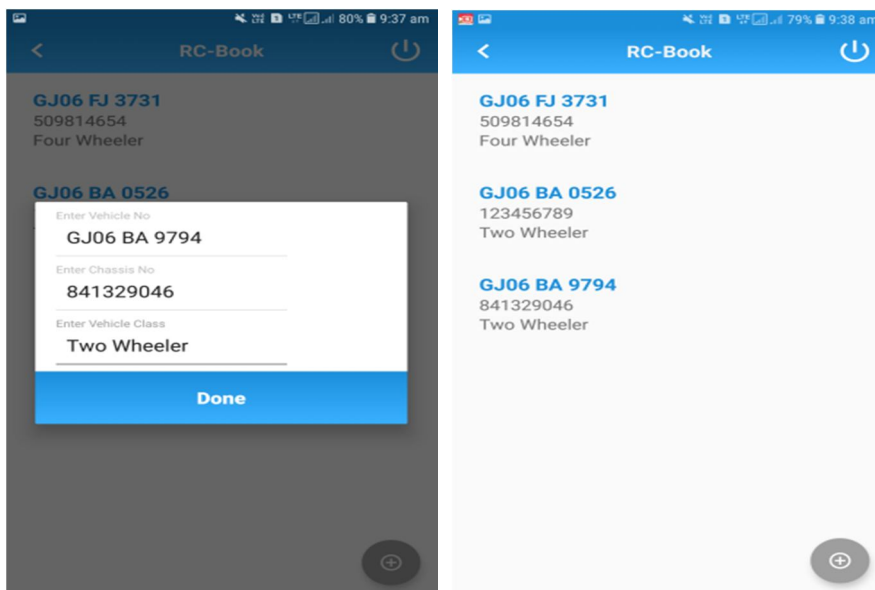 80% 9:37 am
RC-Book
GJ06 FJ 3731
509814654
Four Wheeler
GJ06 BA 0526
Enter Vehicle No
GJ06 BA 9794
Enter Chassis No
841329046
Enter Vehicle Class
Two Wheeler
Done
79% 9:38 am
RC-Book
GJ06 FJ 3731
509814654
Four Wheeler
GJ06 BA 0526
123456789
Two Wheeler
GJ06 BA 9794
841329046
Two Wheeler